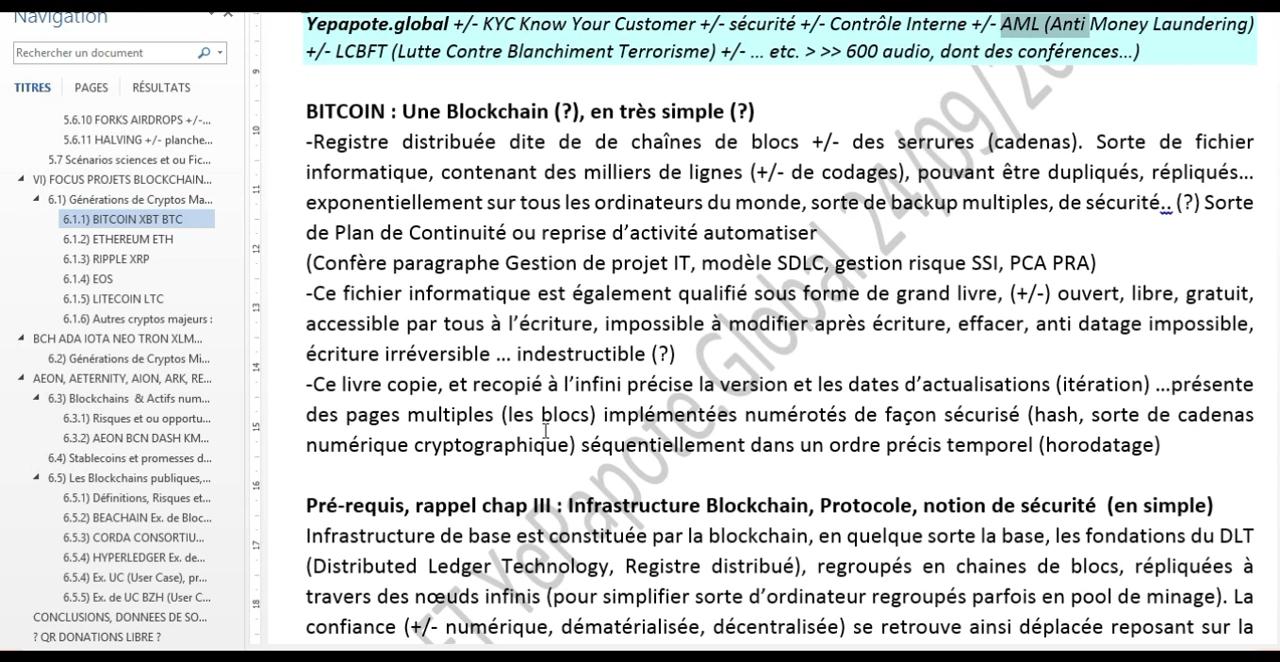 Navigation
Rechercher un document
TITRES PAGES RÉSULTATS
5.6.10 FORKS AIRDROPS +/-...
5.6.11 HALVING +/- planche...
5.7 Scénarios sciences et ou Fic...
VI) FOCUS PROJETS BLOCKCHAIN...
6.1) Générations de Cryptos Ma...
6.1.1) BITCOIN XBT BTC
6.1.2) ETHEREUM ETH
6.1.3) RIPPLE XRP
6.1.4) EOS
6.1.5) LITECOIN LTC
6.1.6) Autres cryptos majeurs :
BCH ADA IOTA NEO TRON XLM...
6.2) Générations de Cryptos Mi...
AEON, AETERNITY, AION, ARK, RE...
6.3) Blockchains & Actifs num...
6.3.1) Risques et ou opportu...
6.3.2) AEON BCN DASH KM...
6.4) Stablecoins et promesses d...
6.5) Les Blockchains publiques,...
6.5.1) Définitions, Risques et...
6.5.2) BEACHAIN Ex. de Bloc...
6.5.3) CORDA CONSORTIU...
6.5.4) HYPERLEDGER Ex. de...
6.5.4) Ex. UC (User Case), pr...
6.5.5) Ex. de UC BZH (User C...
CONCLUSIONS, DONNEES DE SO...
? QR DONATIONS LIBRE ?
9
10
11
12
13
14
15
16
17
18
Yepapote.global +/- KYC Know Your Customer +/- sécurité +/- Contrôle Interne +/- AML (Anti Money Laundering)
+/- LCBFT (Lutte Contre Blanchiment Terrorisme) +/- ... etc. > >> 600 audio, dont des conférences...)
BITCOIN : Une Blockchain (?), en très simple (?)
-Registre distribuée dite de de chaînes de blocs +/- des serrures (cadenas). Sorte de fichier
informatique, contenant des milliers de lignes (+/- de codages), pouvant être dupliqués, répliqués...
exponentiellement sur tous les ordinateurs du monde, sorte de backup multiples, de sécurité.. (?) Sorte
de Plan de Continuité ou reprise d’activité automatiser
(Confère paragraphe Gestion de projet IT, modèle SDLC, gestion risque SSI, PCA PRA)
-Ce fichier informatique est également qualifié sous forme de grand livre, (+/-) ouvert, libre, gratuit,
accessible par tous à l’écriture, impossible à modifier après écriture, effacer, anti datage impossible,
écriture irréversible ... indestructible (?)
-Ce livre copie, et recopié à l’infini précise la version et les dates d’actualisations (itération) ...présente
des pages multiples (les blocs) implémentées numérotés de façon sécurisé (hash, sorte de cadenas
numérique cryptographique) séquentiellement dans un ordre précis temporel (horodatage)
Pré-requis, rappel chap III : Infrastructure Blockchain, Protocole, notion de sécurité (en simple)
Infrastructure de base est constituée par la blockchain, en quelque sorte la base, les fondations du DLT
(Distributed Ledger Technology, Registre distribué), regroupés en chaines de blocs, répliquées à
travers des nœuds infinis (pour simplifier sorte d’ordinateur regroupés parfois en pool de minage). La
confiance (+/- numérique, dématérialisée, décentralisée) se retrouve ainsi déplacée reposant sur la